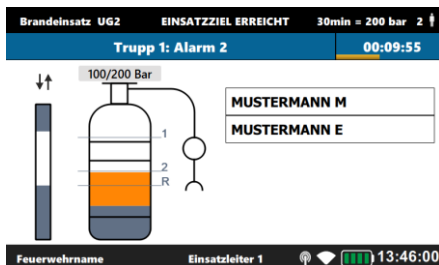 Brandeinsatz UG2 EINSATZZIEL ERREICHT 30min = 200 bar 2
Trupp 1: Alarm 2 00:09:55
100/200 Bar
MUSTERMANN M
1
MUSTERMANN E
2
R
Feuerwehrname Einsatzleiter 1 13:46:00